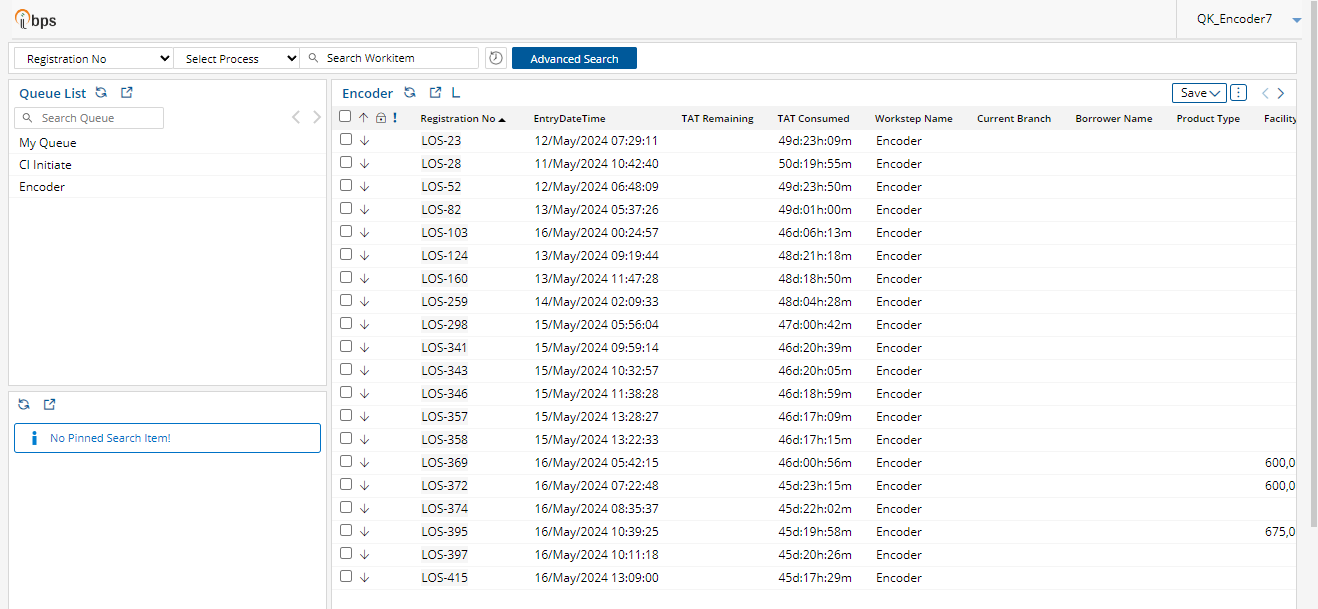 ibps
QK_Encoder7
Registration No Select Process Search Workitem Advanced Search
Queue List
Search Queue
My Queue
CI Initiate
Encoder
No Pinned Search Item!
Encoder L Save
! Registration No EntryDateTime TAT Remaining TAT Consumed Workstep Name Current Branch Borrower Name Product Type Facility
LOS-23 12/May/2024 07:29:11 49d:23h:09m Encoder
LOS-28 11/May/2024 10:42:40 50d:19h:55m Encoder
LOS-52 12/May/2024 06:48:09 49d:23h:50m Encoder
LOS-82 13/May/2024 05:37:26 49d:01h:00m Encoder
LOS-103 16/May/2024 00:24:57 46d:06h:13m Encoder
LOS-124 13/May/2024 09:19:44 48d:21h:18m Encoder
LOS-160 13/May/2024 11:47:28 48d:18h:50m Encoder
LOS-259 14/May/2024 02:09:33 48d:04h:28m Encoder
LOS-298 15/May/2024 05:56:04 47d:00h:42m Encoder
LOS-341 15/May/2024 09:59:14 46d:20h:39m Encoder
LOS-343 15/May/2024 10:32:57 46d:20h:05m Encoder
LOS-346 15/May/2024 11:38:28 46d:18h:59m Encoder
LOS-357 15/May/2024 13:28:27 46d:17h:09m Encoder
LOS-358 15/May/2024 13:22:33 46d:17h:15m Encoder
LOS-369 16/May/2024 05:42:15 46d:00h:56m Encoder 600,0
LOS-372 16/May/2024 07:22:48 45d:23h:15m Encoder 600,0
LOS-374 16/May/2024 08:35:37 45d:22h:02m Encoder
LOS-395 16/May/2024 10:39:25 45d:19h:58m Encoder 675,0
LOS-397 16/May/2024 10:11:18 45d:20h:26m Encoder
LOS-415 16/May/2024 13:09:00 45d:17h:29m Encoder